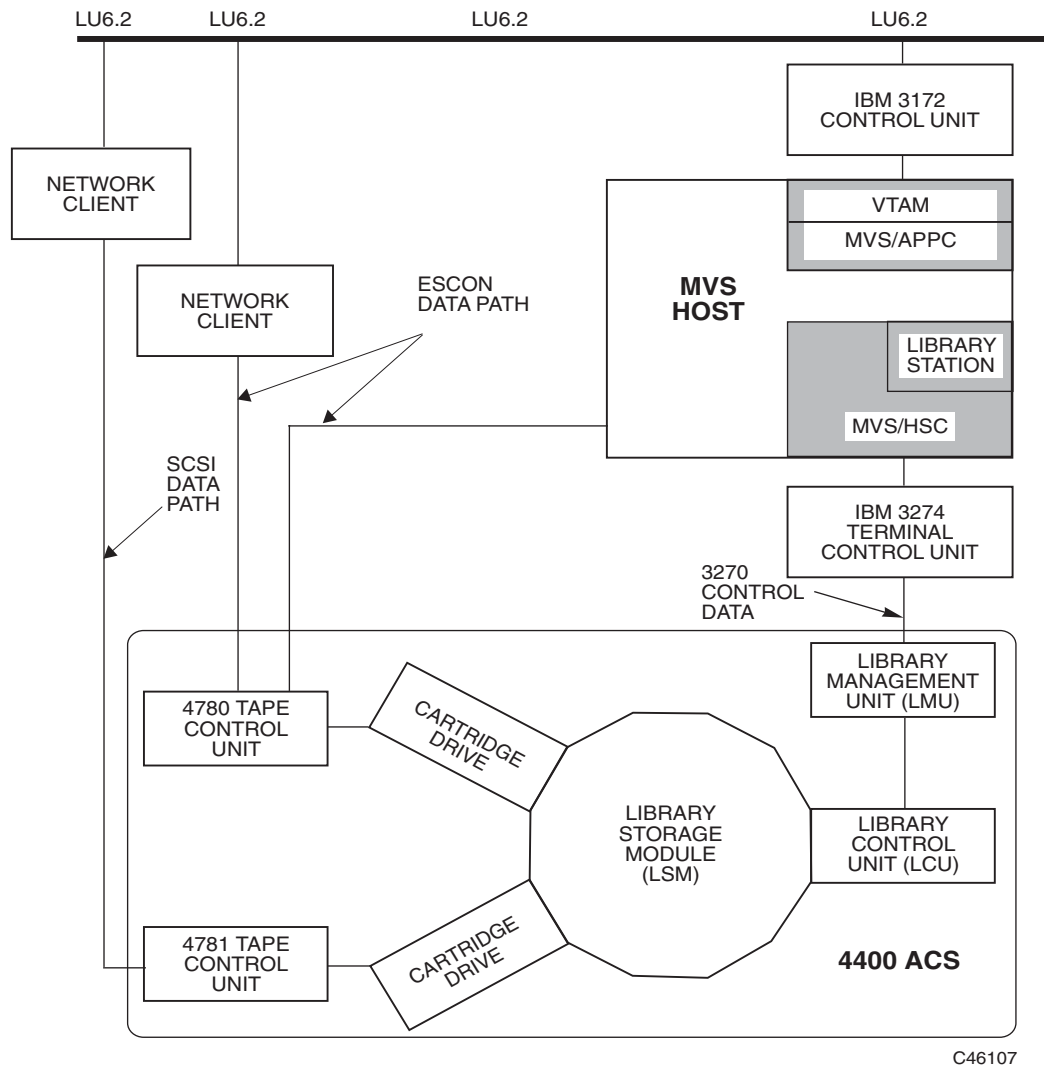 LU6.2
LU6.2
LU6.2
LU6.2
IBM 3172
CONTROL UNIT
NETWORK
CLIENT
VTAM
MVS/APPC
MVS
HOST
NETWORK
CLIENT
ESCON
DATA PATH
LIBRARY
STATION
MVS/HSC
SCSI
DATA
PATH
IBM 3274
TERMINAL
CONTROL UNIT
3270
CONTROL
DATA
LIBRARY
MANAGEMENT
UNIT (LMU)
4780 TAPE
CONTROL
UNIT
CARTRIDGE
DRIVE
LIBRARY
STORAGE
MODULE
(LSM)
LIBRARY
CONTROL
UNIT (LCU)
4781 TAPE
CONTROL
UNIT
CARTRIDGE
DRIVE
4400 ACS
C46107